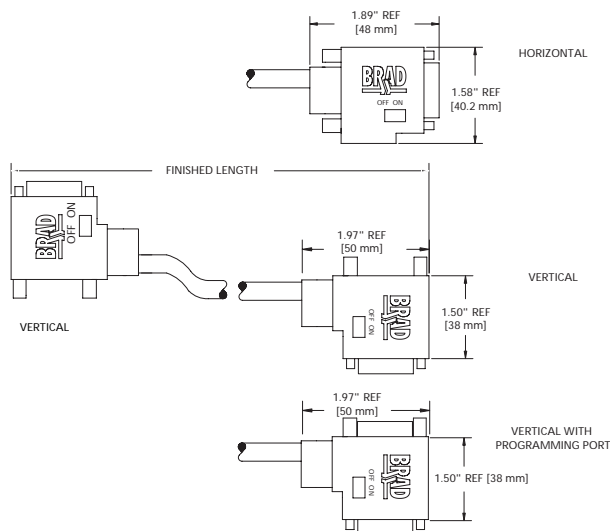 1.89" REF
[48 mm]
HORIZONTAL
BRAD
OFF ON
1.58" REF
[40.2 mm]
FINISHED LENGTH
BRAD
OFF ON
VERTICAL
1.97" REF
[50 mm]
VERTICAL
BRAD
OFF ON
1.50" REF
[38 mm]
1.97" REF
[50 mm]
VERTICAL WITH
PROGRAMMING PORT
BRAD
OFF ON
1.50" REF [38 mm]